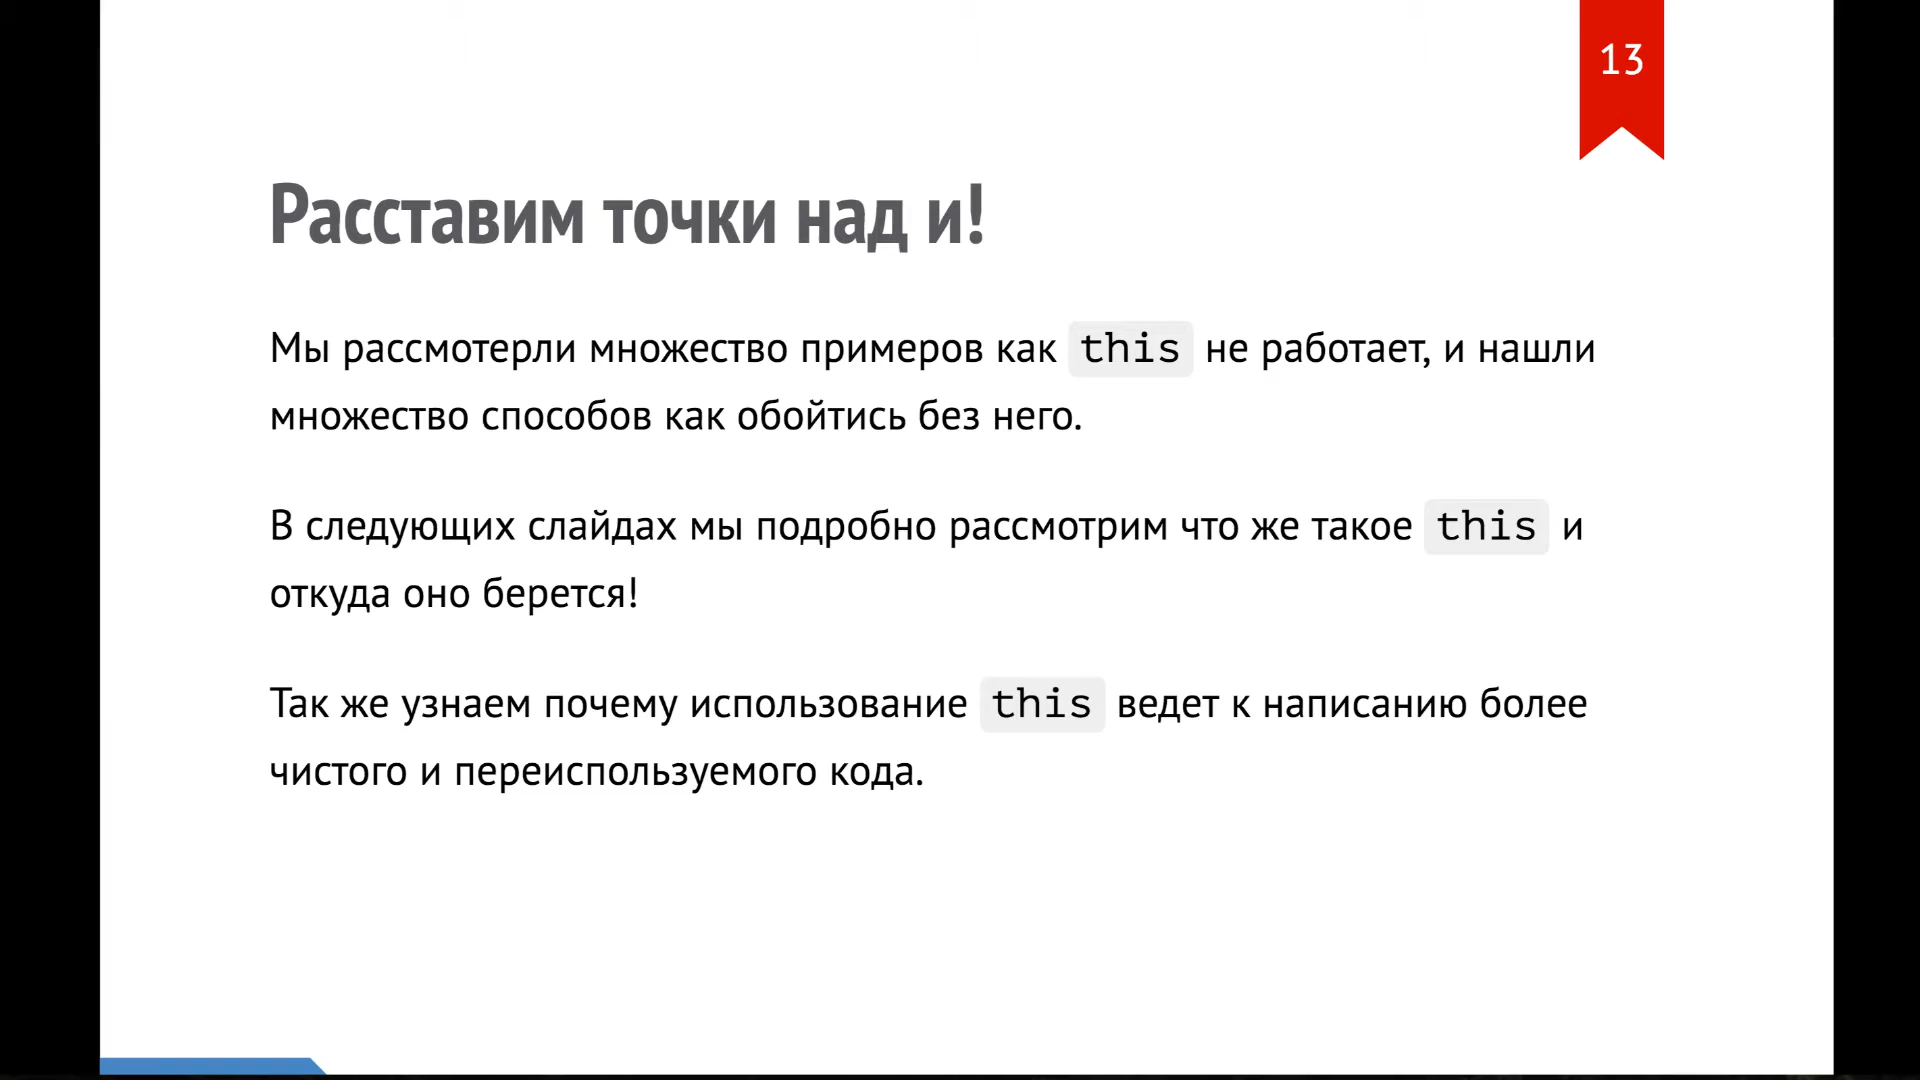 13
Расставим точки над и!
Мы рассмотерли множество примеров как this не работает, и нашли
множество способов как обойтись без него.
В следующих слайдах мы подробно рассмотрим что же такое this и
откуда оно берется!
Так же узнаем почему использование this ведет к написанию более
чистого и переиспользуемого кода.